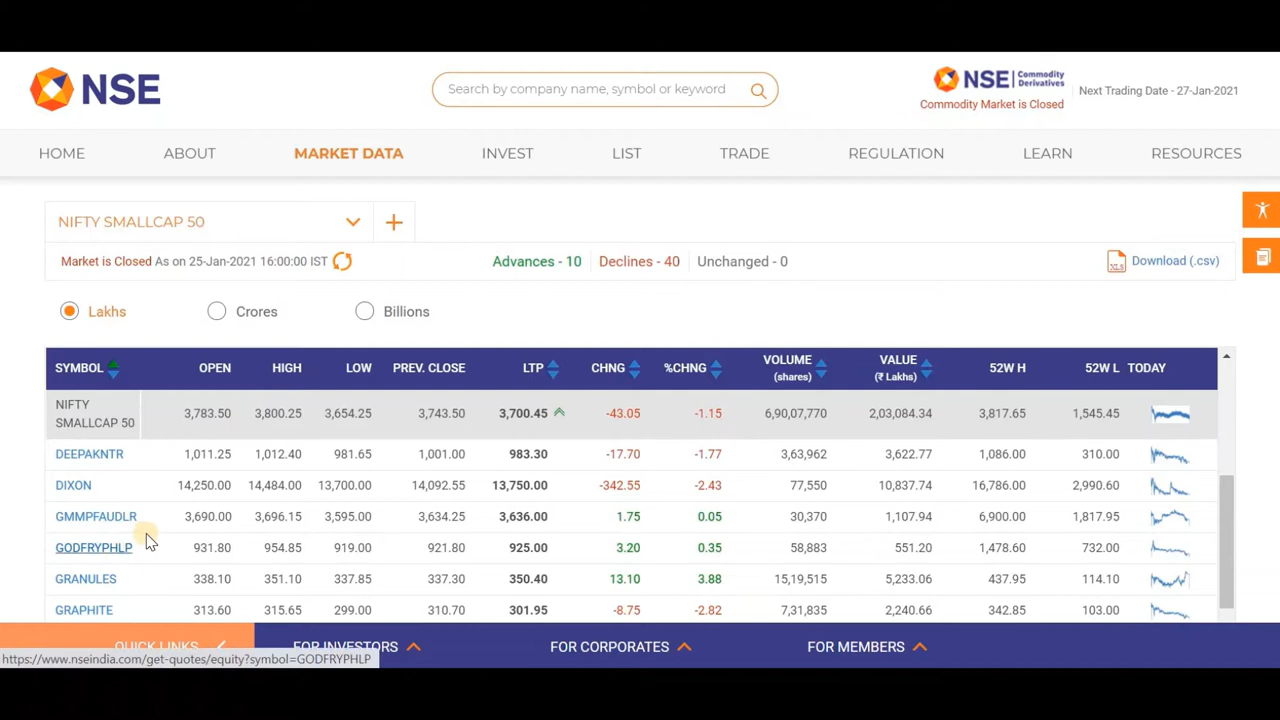 NSE
Search by company name, symbol or keyword
NSE Commodity Derivatives
Commodity Market is Closed
Next Trading Date - 27-Jan-2021
HOME ABOUT MARKET DATA INVEST LIST TRADE REGULATION LEARN RESOURCES
NIFTY SMALLCAP 50
Market is Closed As on 25-Jan-2021 16:00:00 IST Advances - 10 Declines - 40 Unchanged - 0 XLS Download (.csv)
Lakhs Crores Billions
SYMBOL OPEN HIGH LOW PREV. CLOSE LTP CHNG %CHNG VOLUME (shares) VALUE (₹ Lakhs) 52W H 52W L TODAY
NIFTY SMALLCAP 50 3,783.50 3,800.25 3,654.25 3,743.50 3,700.45 -43.05 -1.15 6,90,07,770 2,03,084.34 3,817.65 1,545.45
DEEPAKNTR 1,011.25 1,012.40 981.65 1,001.00 983.30 -17.70 -1.77 3,63,962 3,622.77 1,086.00 310.00
DIXON 14,250.00 14,484.00 13,700.00 14,092.55 13,750.00 -342.55 -2.43 77,550 10,837.74 16,786.00 2,990.60
GMMPFAUDLR 3,690.00 3,696.15 3,595.00 3,634.25 3,636.00 1.75 0.05 30,370 1,107.94 6,900.00 1,817.95
GODFRYPHLP 931.80 954.85 919.00 921.80 925.00 3.20 0.35 58,883 551.20 1,478.60 732.00
GRANULES 338.10 351.10 337.85 337.30 350.40 13.10 3.88 15,19,515 5,233.06 437.95 114.10
GRAPHITE 313.60 315.65 299.00 310.70 301.95 -8.75 -2.82 7,31,835 2,240.66 342.85 103.00
QUICK LINKS FOR INVESTORS FOR CORPORATES FOR MEMBERS
https://www.nseindia.com/get-quotes/equity?symbol=GODFRYPHLP